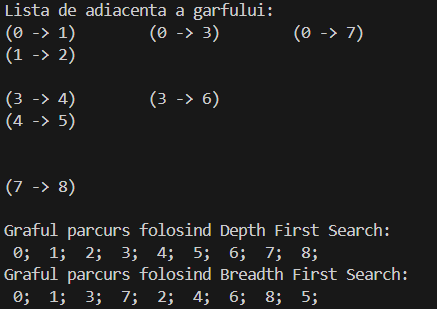 Lista de adiacenta a garfului:
(0 -> 1)	(0 -> 3)	(0 -> 7)
(1 -> 2)
(3 -> 4)	(3 -> 6)
(4 -> 5)
(7 -> 8)
Graful parcurs folosind Depth First Search:
0; 1; 2; 3; 4; 5; 6; 7; 8;
Graful parcurs folosind Breadth First Search:
0; 1; 3; 7; 2; 4; 6; 8; 5;